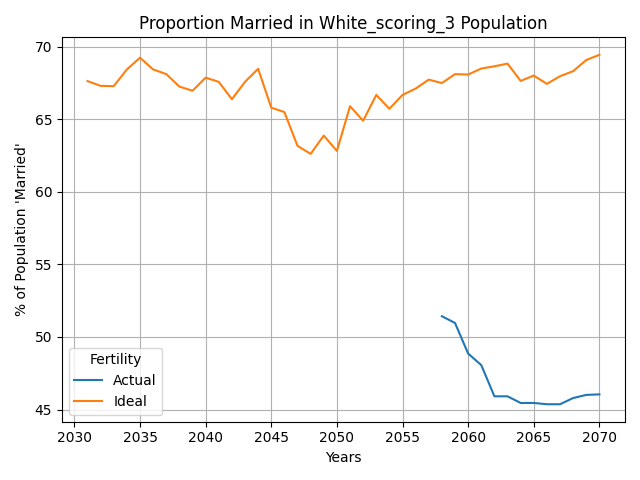 Proportion Married in White_scoring_3 Population
% of Population 'Married'
70
65
60
55
50
45
Fertility
Actual
Ideal
2030 2035 2040 2045 2050 2055 2060 2065 2070
Years